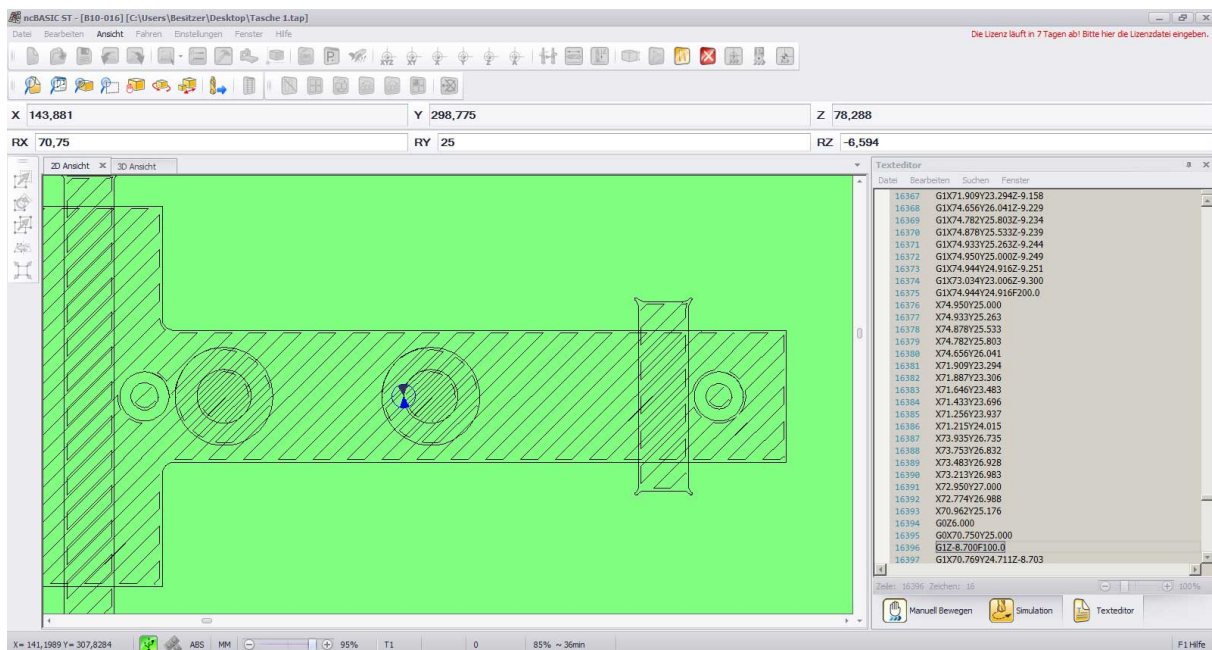 ncBASIC ST - [B10-016] [C:\Users\Besitzer\Desktop\Tasche 1.tap]
Datei Bearbeiten Ansicht Fahren Einstellungen Fenster Hilfe
Die Lizenz läuft in 7 Tagen ab! Bitte hier die Lizenzdatei eingeben.
XYZ Z X
X 143,881 Y 298,775 Z 78,288
RX 70,75 RY 25 RZ -6,594
2D Ansicht 3D Ansicht
Texteditor
Datei Bearbeiten Suchen Fenster
16367 G1X71.909Y23.294Z-9.158
16368 G1X74.656Y26.041Z-9.229
16369 G1X74.782Y25.803Z-9.234
16370 G1X74.878Y25.533Z-9.239
16371 G1X74.933Y25.263Z-9.244
16372 G1X74.950Y25.000Z-9.249
16373 G1X74.944Y24.916Z-9.251
16374 G1X73.034Y23.006Z-9.300
16375 G1X74.944Y24.916F200.0
16376 X74.950Y25.000
16377 X74.933Y25.263
16378 X74.878Y25.533
16379 X74.782Y25.803
16380 X74.656Y26.041
16381 X71.909Y23.294
16382 X71.887Y23.306
16383 X71.646Y23.483
16384 X71.433Y23.696
16385 X71.256Y23.937
16386 X71.215Y24.015
16387 X73.935Y26.735
16388 X73.753Y26.832
16389 X73.483Y26.928
16390 X73.213Y26.983
16391 X72.950Y27.000
16392 X72.774Y26.988
16393 X70.962Y25.176
16394 G0Z6.000
16395 G0X70.750Y25.000
16396 G1Z-8.700F100.0
16397 G1X70.769Y24.711Z-8.703
Zeile: 16396 Zeichen: 16 100%
Manuell Bewegen Simulation Texteditor
X= 141,1989 Y= 307,8284 ABS MM 95% T1 0 85% ~ 36min F1 Hilfe